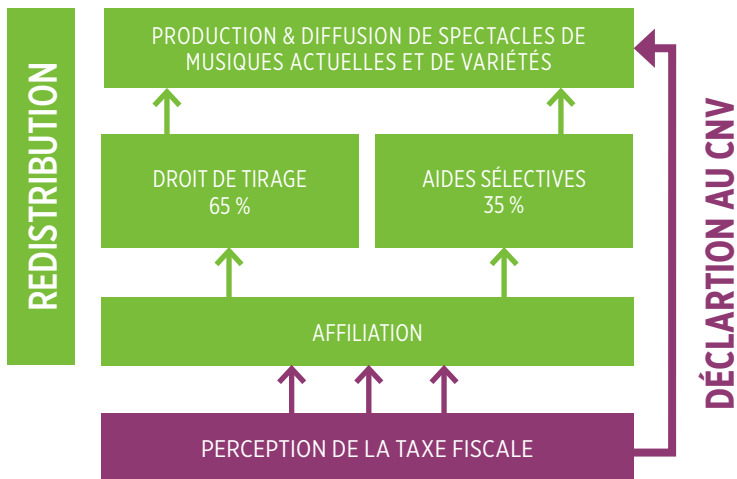 REDISTRIBUTION
PRODUCTION & DIFFUSION DE SPECTACLES DE
MUSIQUES ACTUELLES ET DE VARIÉTÉS
DROIT DE TIRAGE
65 %
AIDES SÉLECTIVES
35 %
AFFILIATION
PERCEPTION DE LA TAXE FISCALE
DÉCLARTION AU CNV